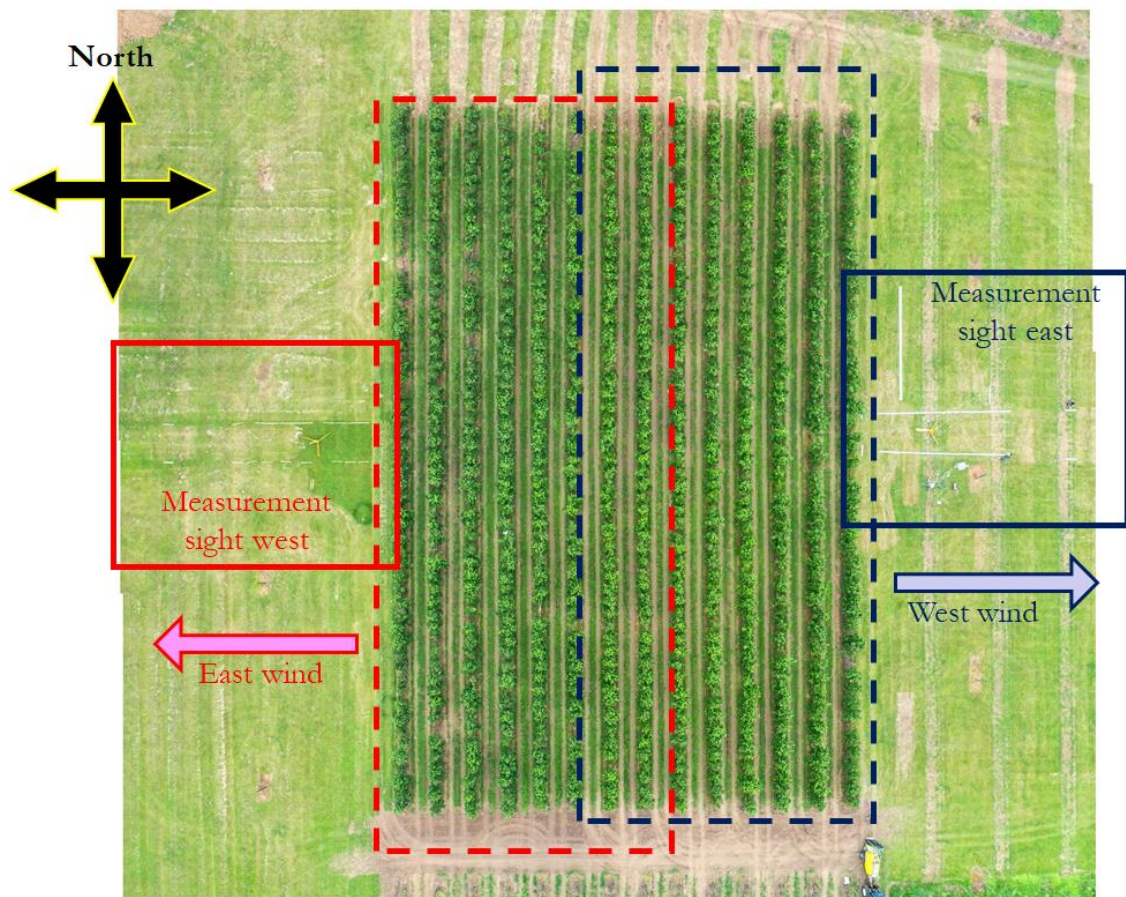 North
Measurement
sight east
Measurement
sight west
West wind
East wind